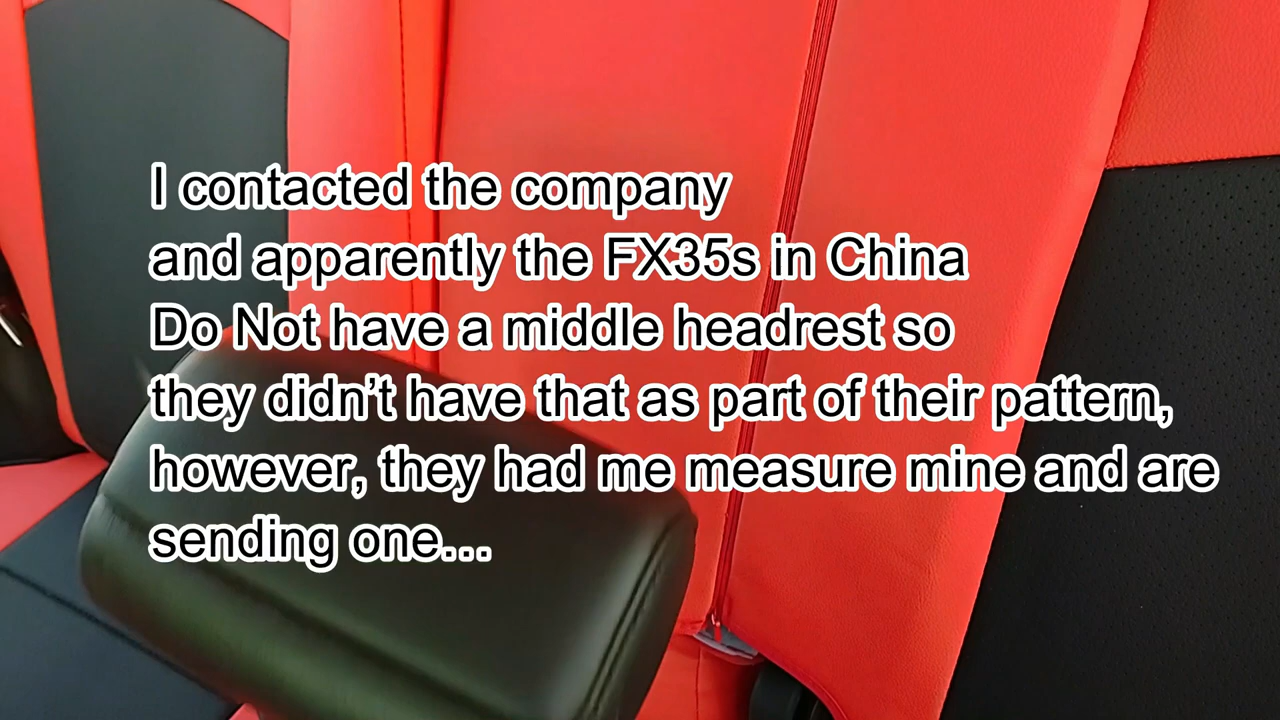 I contacted the company
and apparently the FX35s in China
Do Not have a middle headrest so
they didn’t have that as part of their pattern,
however, they had me measure mine and are
sending one...